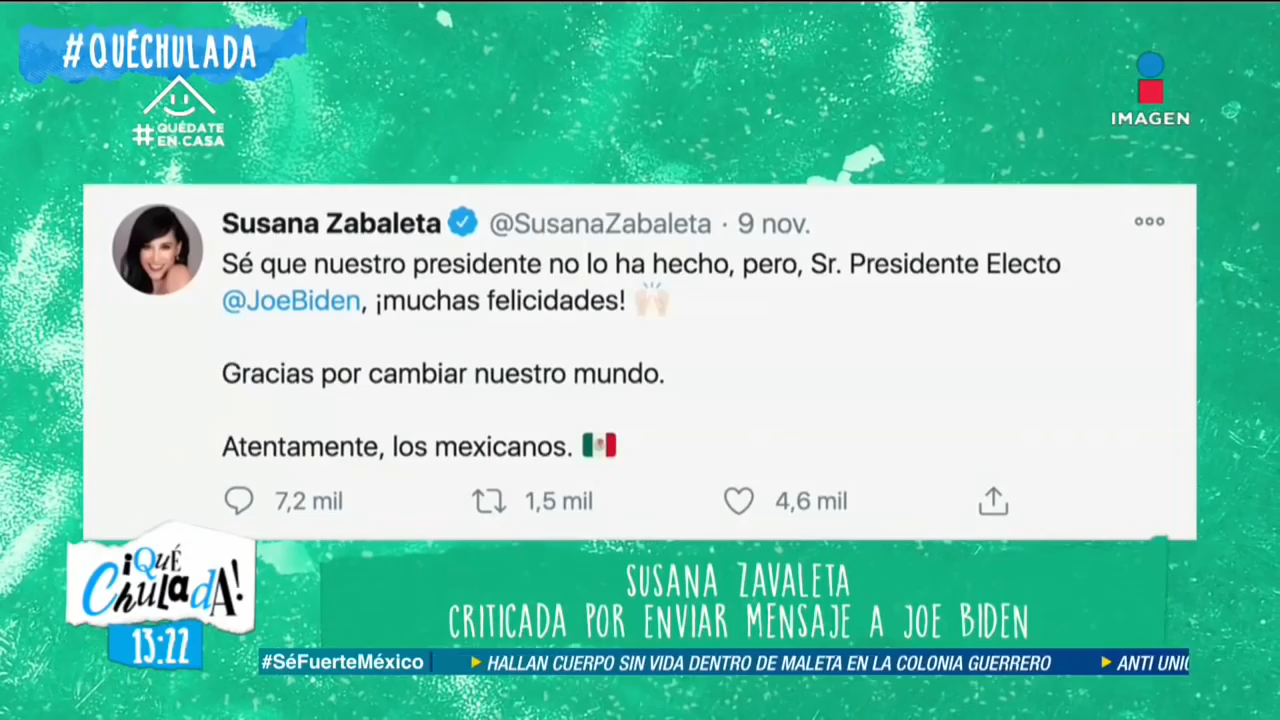 #QUÉCHULADA
#QUÉDATE
EN CASA
IMAGEN
Susana Zabaleta @SusanaZabaleta · 9 nov.
Sé que nuestro presidente no lo ha hecho, pero, Sr. Presidente Electo
@JoeBiden, ¡muchas felicidades! 🙌🏻
Gracias por cambiar nuestro mundo.
Atentamente, los mexicanos. 🇲🇽
7,2 mil 1,5 mil 4,6 mil
¡QUÉ
ChuladA!
13:22
SUSANA ZAVALETA
CRITICADA POR ENVIAR MENSAJE A JOE BIDEN
#SéFuerteMéxico HALLAN CUERPO SIN VIDA DENTRO DE MALETA EN LA COLONIA GUERRERO ANTI